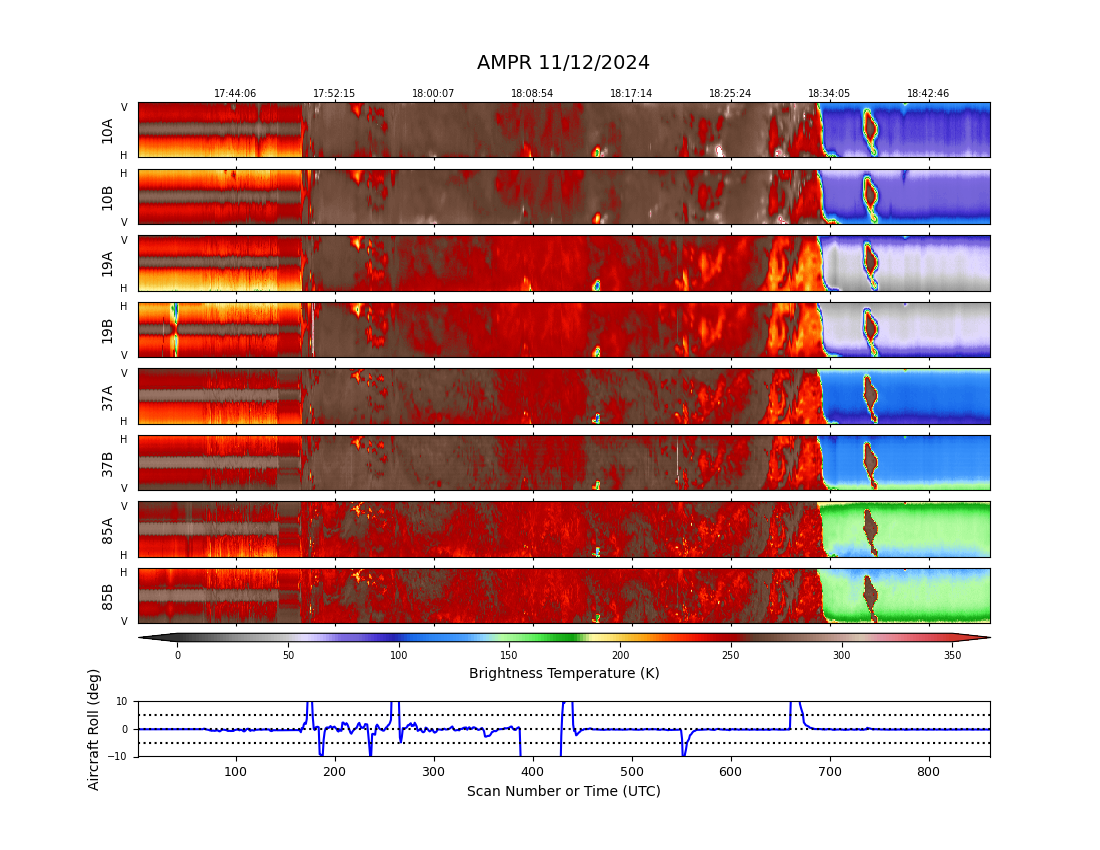 AMPR 11/12/2024
17:44:06 17:52:15 18:00:07 18:08:54 18:17:14 18:25:24 18:34:05 18:42:46
V
10A
H
H
10B
V
V
19A
H
H
19B
V
V
37A
H
H
37B
V
V
85A
H
H
85B
V
0 50 100 150 200 250 300 350
Brightness Temperature (K)
Aircraft Roll (deg)
10
0
−10
100 200 300 400 500 600 700 800
Scan Number or Time (UTC)